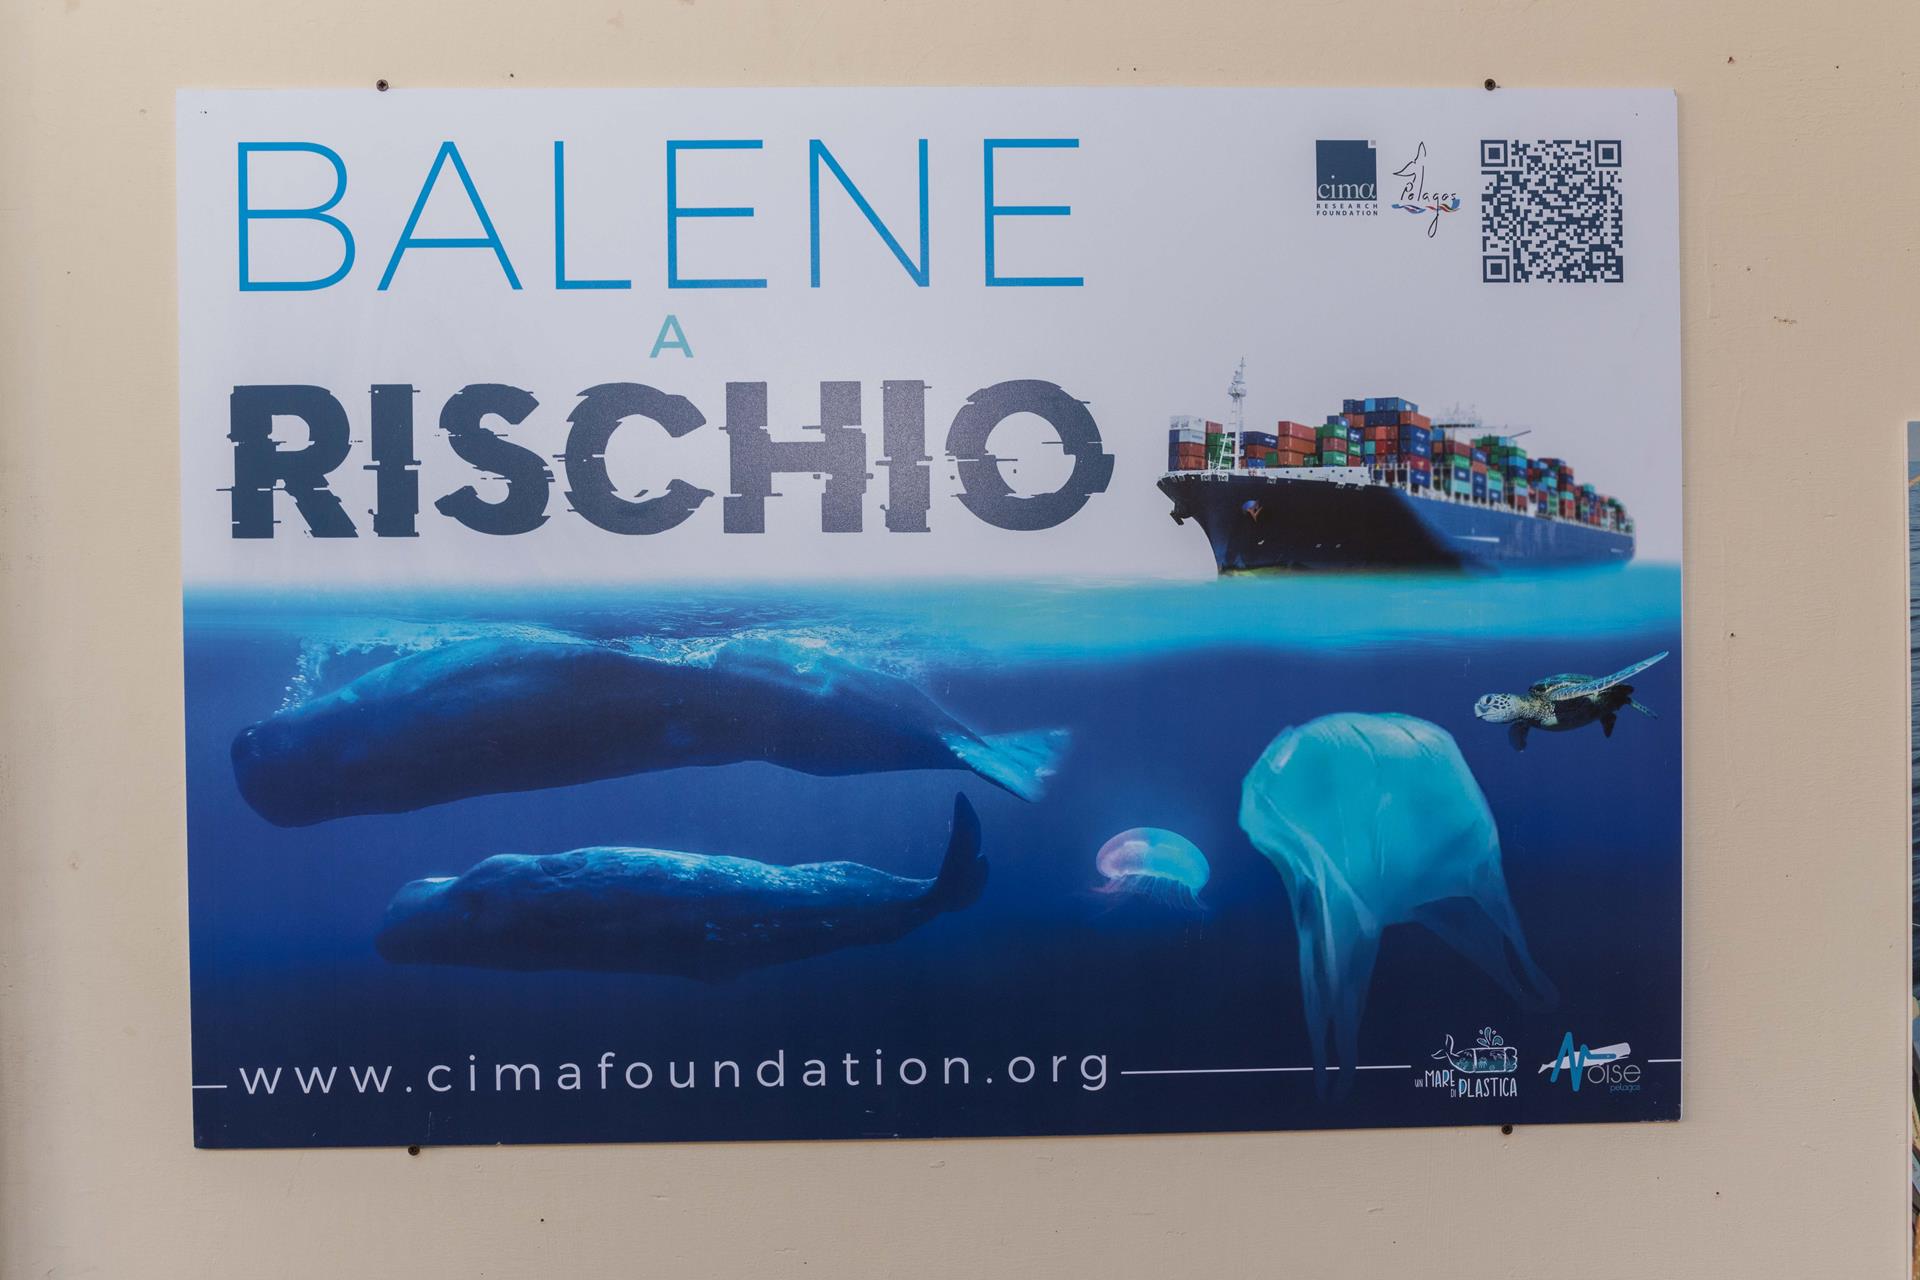 BALENE
A
RISCHIO
cima
RESEARCH
FOUNDATION
Pelagos
www.cimafoundation.org
UN MARE
DI PLASTICA
Noise
pelagos